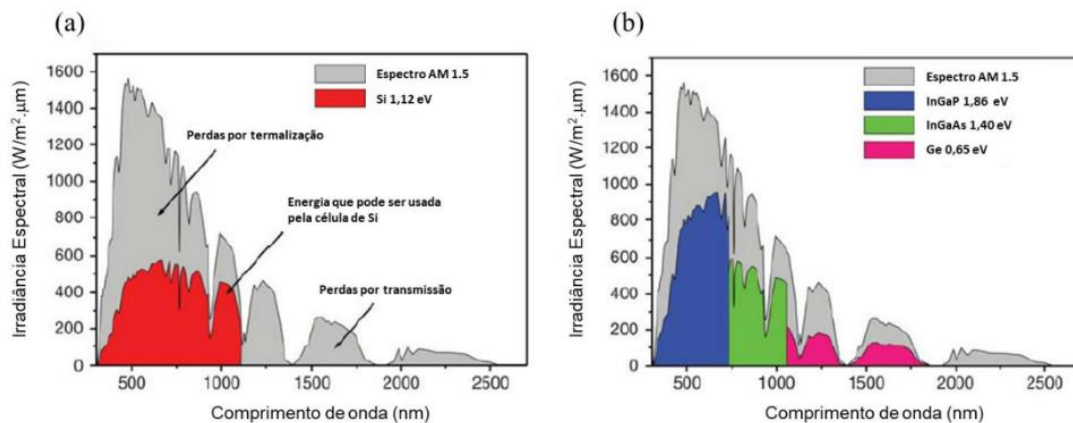 (a)
Irradiância Espectral (W/m².µm)
1600
1400
1200
1000
800
600
400
200
0
Espectro AM 1.5
Si 1,12 eV
Perdas por termalização
Energia que pode ser usada
pela célula de Si
Perdas por transmissão
500 1000 1500 2000 2500
Comprimento de onda (nm)
(b)
Irradiância Espectral (W/m².µm)
1600
1400
1200
1000
800
600
400
200
0
Espectro AM 1.5
InGaP 1,86 eV
InGaAs 1,40 eV
Ge 0,65 eV
500 1000 1500 2000 2500
Comprimento de onda (nm)